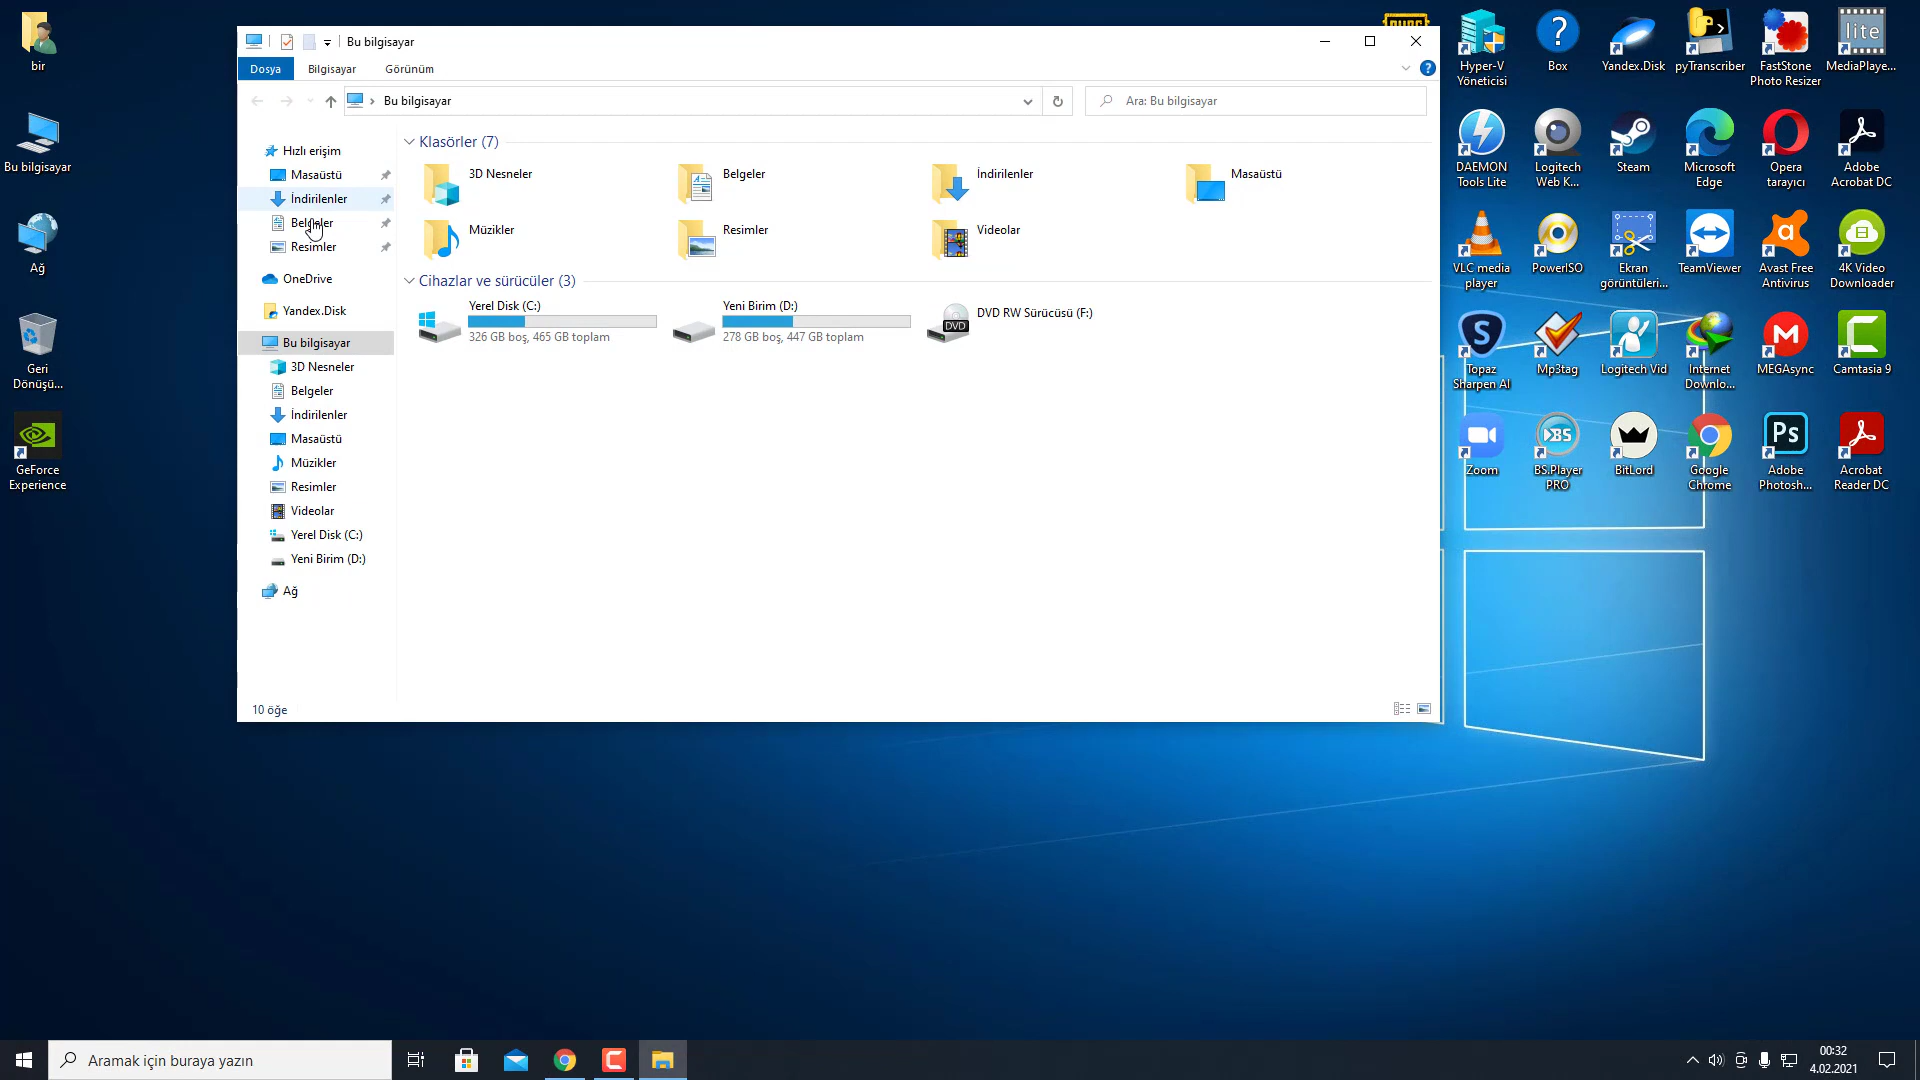 Bu bilgisayar
Dosya
Bilgisayar
Görünüm
Bu bilgisayar
Ara: Bu bilgisayar
Hızlı erişim
Masaüstü
İndirilenler
Belgeler
Resimler
OneDrive
Yandex.Disk
Bu bilgisayar
3D Nesneler
Belgeler
İndirilenler
Masaüstü
Müzikler
Resimler
Videolar
Yerel Disk (C:)
Yeni Birim (D:)
Ağ
Klasörler (7)
3D Nesneler
Belgeler
İndirilenler
Masaüstü
Müzikler
Resimler
Videolar
Cihazlar ve sürücüler (3)
Yerel Disk (C:)
326 GB boş, 465 GB toplam
Yeni Birim (D:)
278 GB boş, 447 GB toplam
DVD
DVD RW Sürücüsü (F:)
10 öğe
bir
Bu bilgisayar
Ağ
Geri
Dönüşü...
GeForce
Experience
Hyper-V
Yöneticisi
Box
Yandex.Disk
pyTranscriber
FastStone
Photo Resizer
lite
MediaPlaye...
DAEMON
Tools Lite
Logitech
Web K...
Steam
Microsoft
Edge
Opera
tarayıcı
Adobe
Acrobat DC
VLC media
player
PowerISO
Ekran
görüntüleri...
TeamViewer
Avast Free
Antivirus
4K Video
Downloader
S
Topaz
Sharpen AI
Mp3tag
Logitech Vid
Internet
Downlo...
M
MEGAsync
C
Camtasia 9
Zoom
BS
BS.Player
PRO
BitLord
Google
Chrome
Ps
Adobe
Photosh...
Acrobat
Reader DC
Aramak için buraya yazın
00:32
4.02.2021